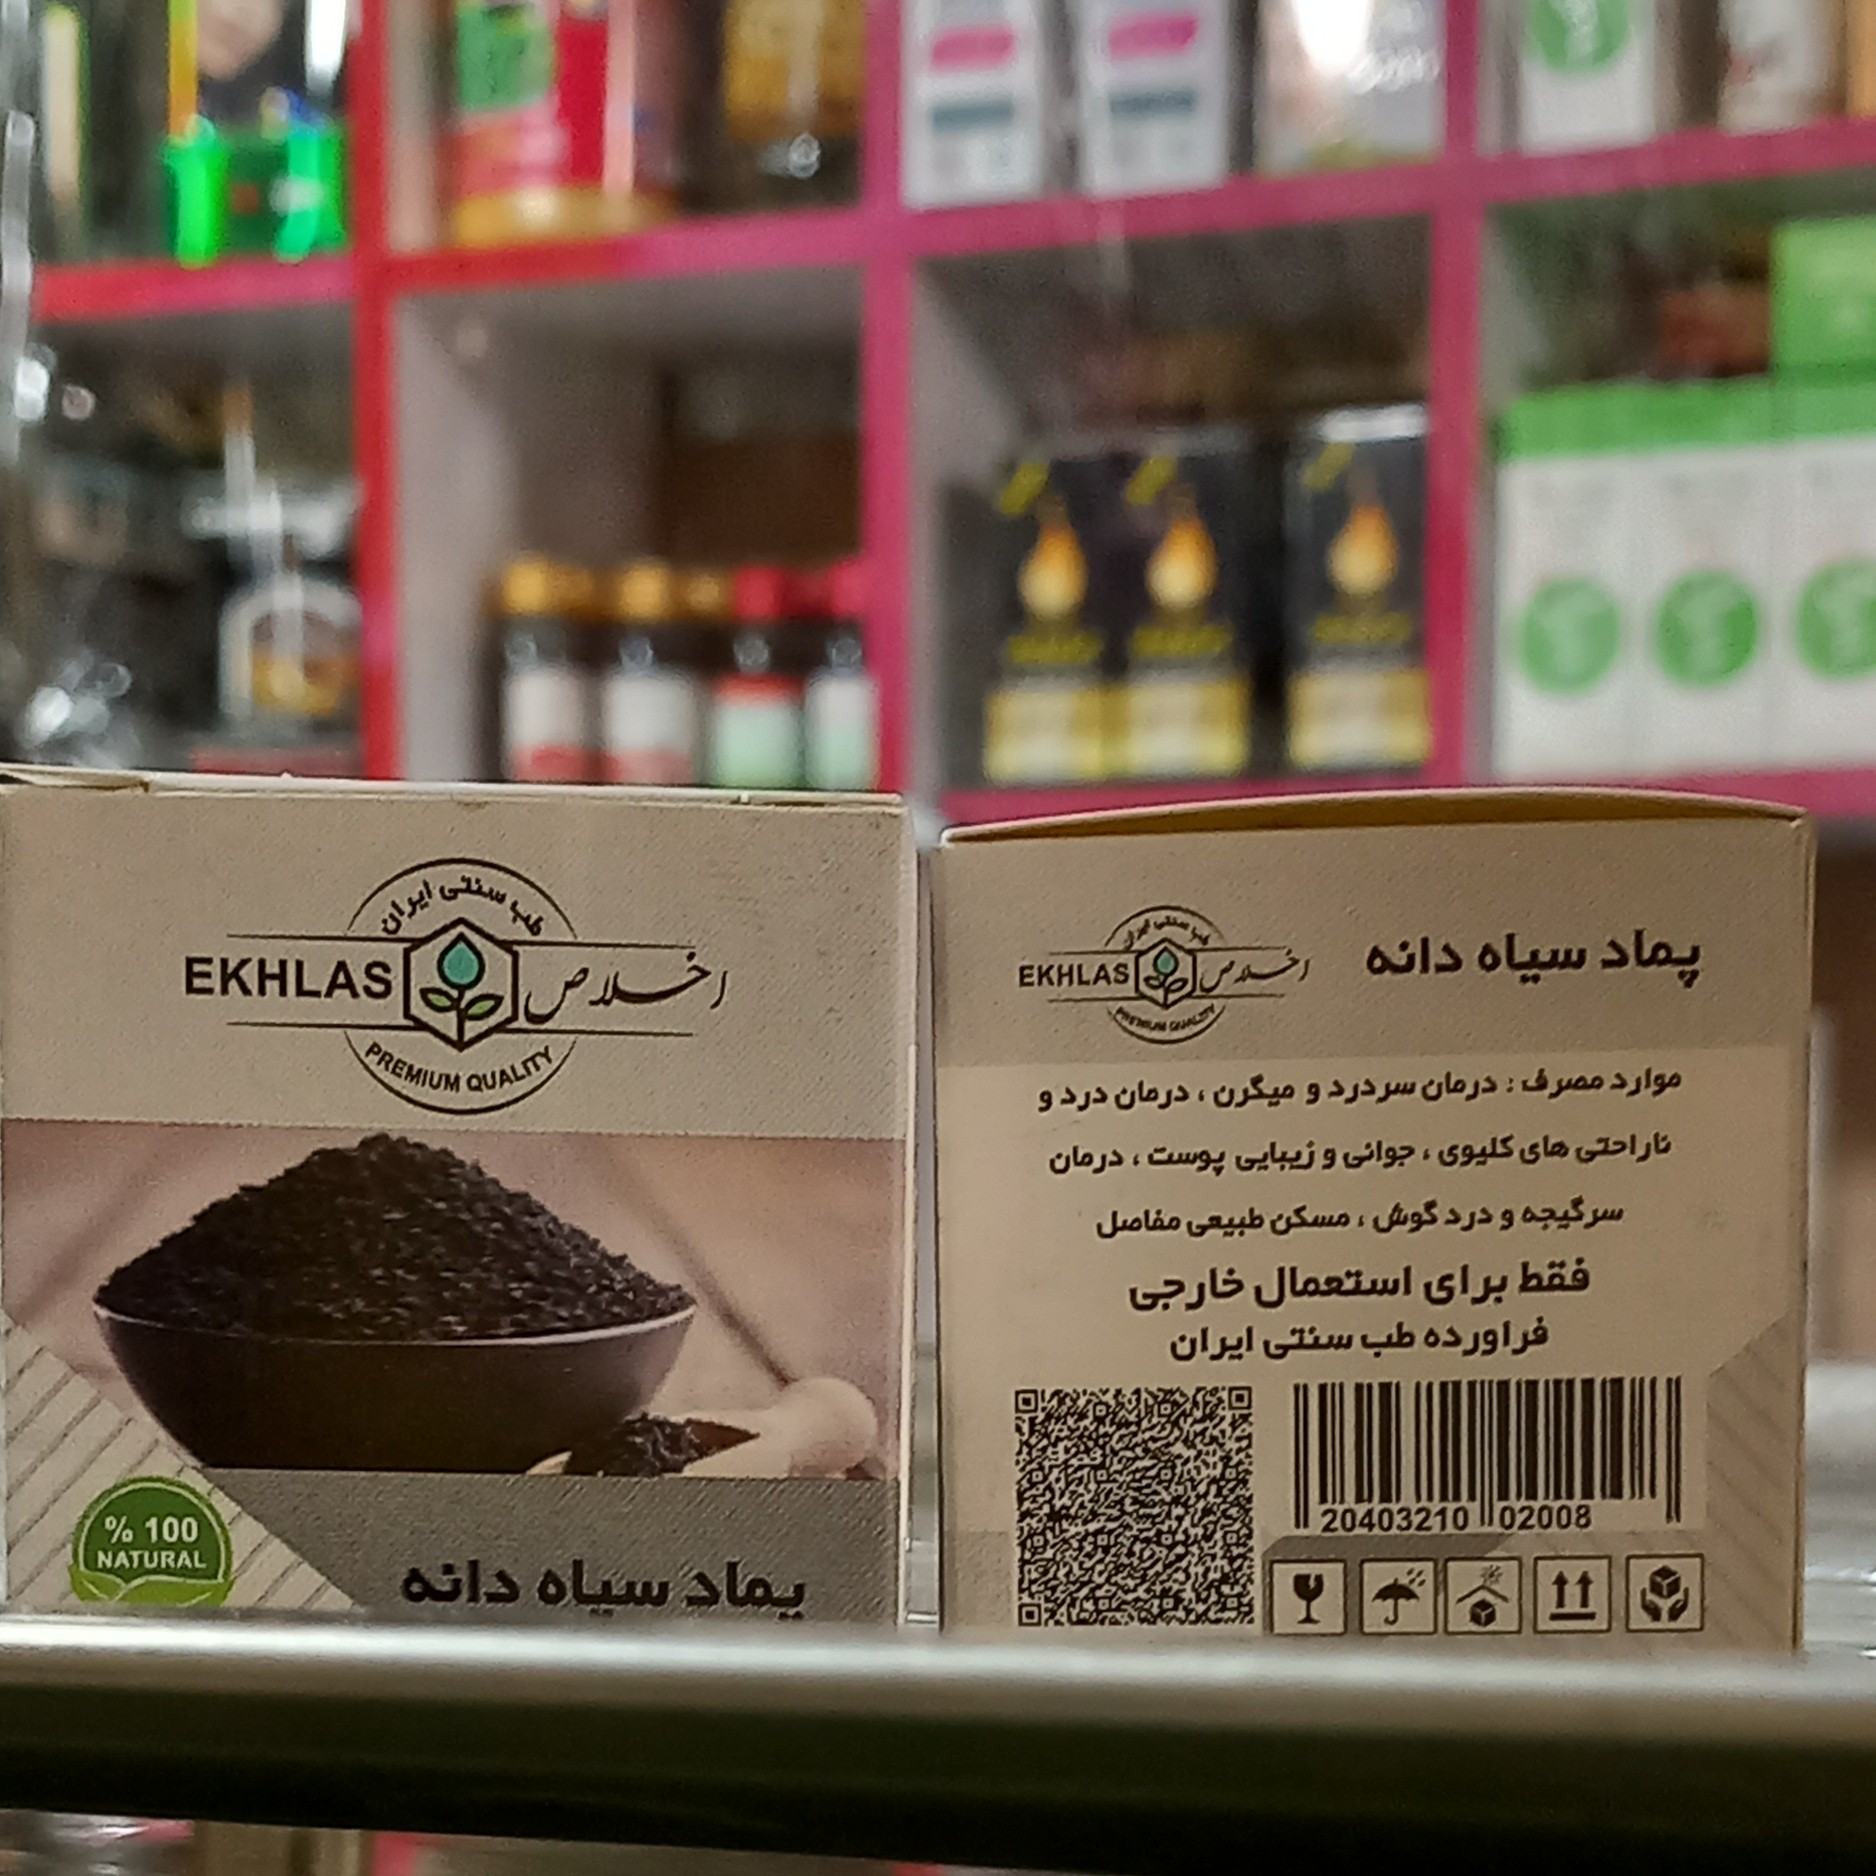 طب سنتی ایران
EKHLAS اخلاص
PREMIUM QUALITY
% 100
NATURAL
پماد سیاه دانه
طب سنتی ایران
EKHLAS اخلاص
PREMIUM QUALITY
پماد سیاه دانه
موارد مصرف : درمان سردرد و میگرن ، درمان درد و
ناراحتی های کلیوی ، جوانی و زیبایی پوست ، درمان
سرگیجه و درد گوش ، مسکن طبیعی مفاصل
فقط برای استعمال خارجی
فراورده طب سنتی ایران
20403210 02008